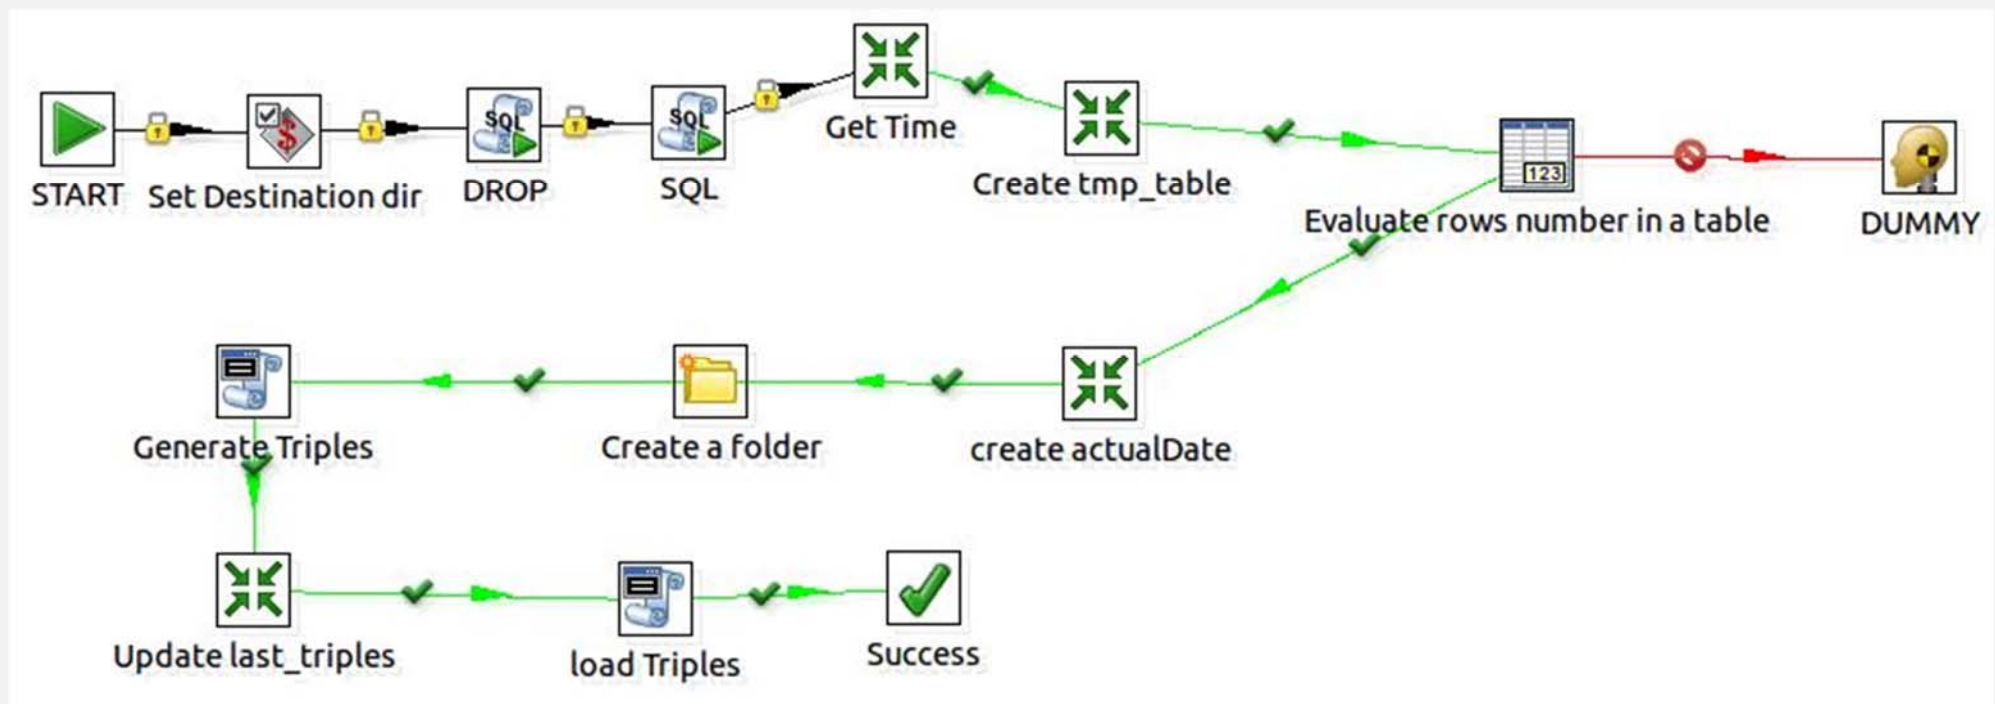 START
Set Destination dir
SQL
DROP
SQL
SQL
Get Time
Create tmp_table
123
Evaluate rows number in a table
DUMMY
Generate Triples
Create a folder
create actualDate
Update last_triples
load Triples
Success